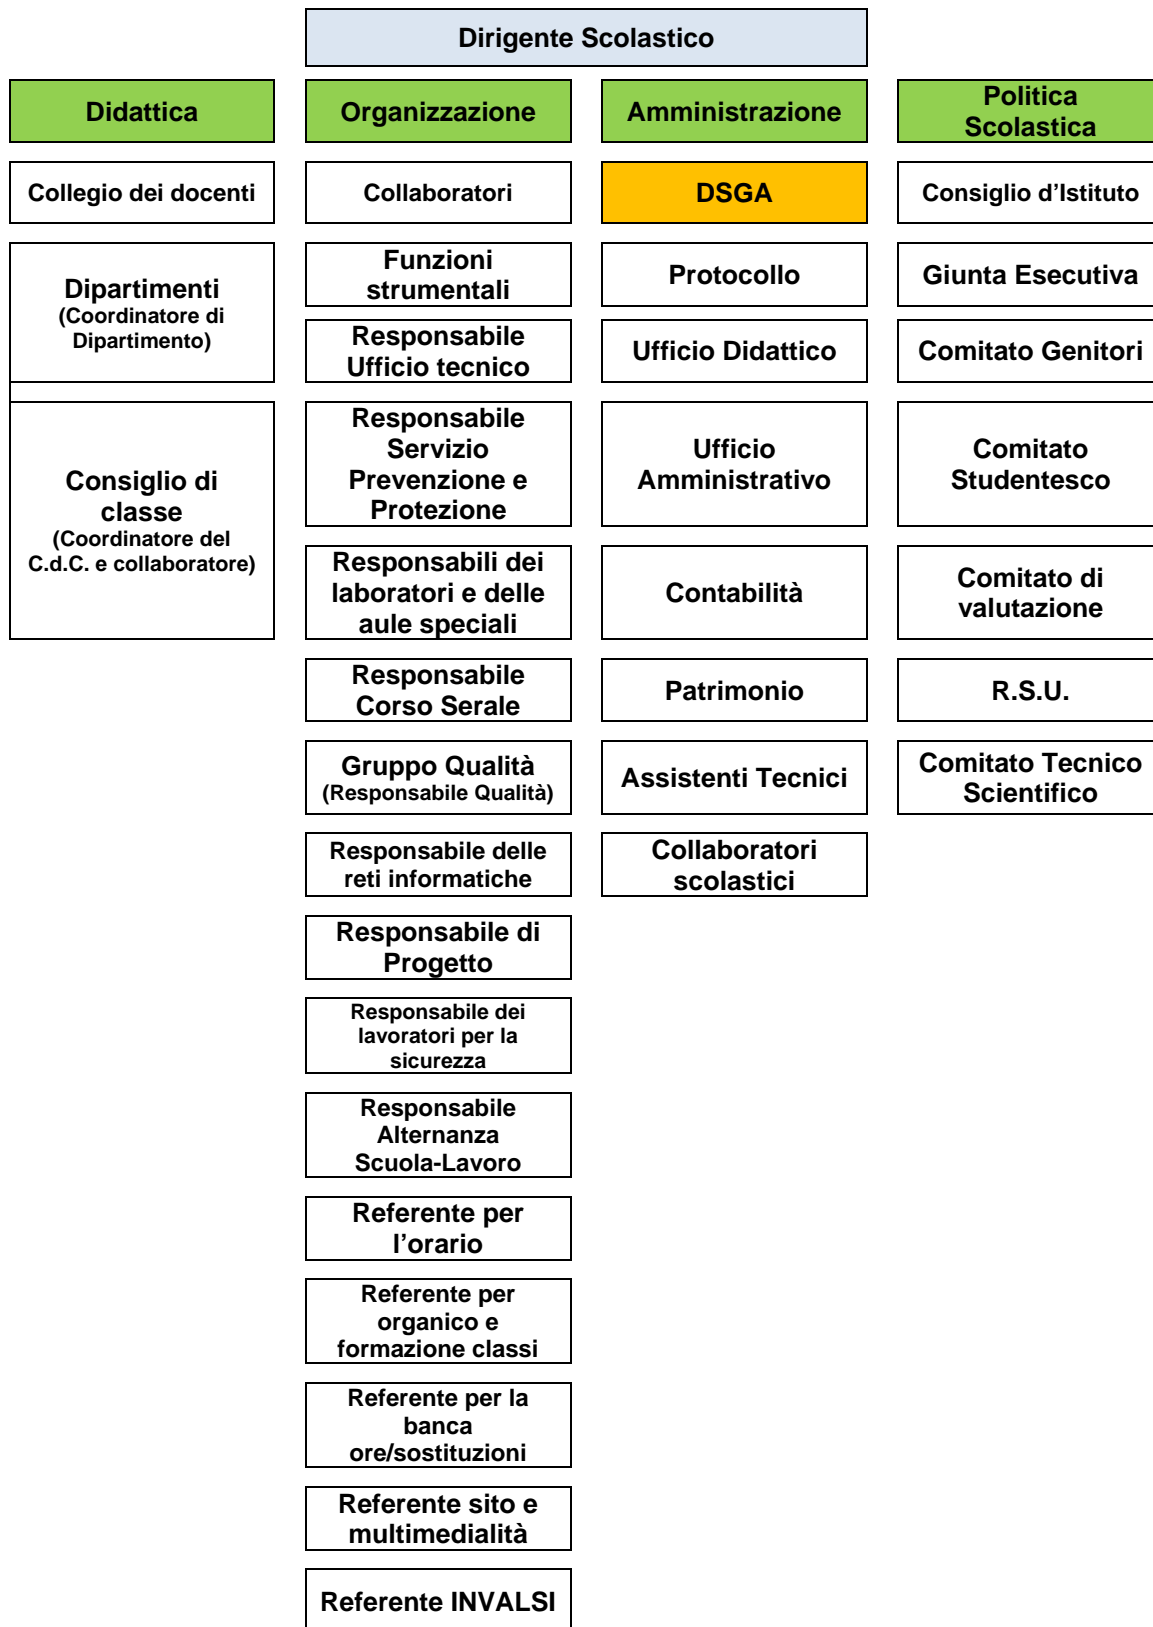 Dirigente Scolastico
Didattica
Organizzazione
Amministrazione
Politica
Scolastica
Collegio dei docenti
Collaboratori
DSGA
Consiglio d’Istituto
Dipartimenti
(Coordinatore di
Dipartimento)
Funzioni
strumentali
Protocollo
Giunta Esecutiva
Responsabile
Ufficio tecnico
Ufficio Didattico
Comitato Genitori
Consiglio di
classe
(Coordinatore del
C.d.C. e collaboratore)
Responsabile
Servizio
Prevenzione e
Protezione
Ufficio
Amministrativo
Comitato
Studentesco
Responsabili dei
laboratori e delle
aule speciali
Contabilità
Comitato di
valutazione
Responsabile
Corso Serale
Patrimonio
R.S.U.
Gruppo Qualità
(Responsabile Qualità)
Assistenti Tecnici
Comitato Tecnico
Scientifico
Responsabile delle
reti informatiche
Collaboratori
scolastici
Responsabile di
Progetto
Responsabile dei
lavoratori per la
sicurezza
Responsabile
Alternanza
Scuola-Lavoro
Referente per
l’orario
Referente per
organico e
formazione classi
Referente per la
banca
ore/sostituzioni
Referente sito e
multimedialità
Referente INVALSI